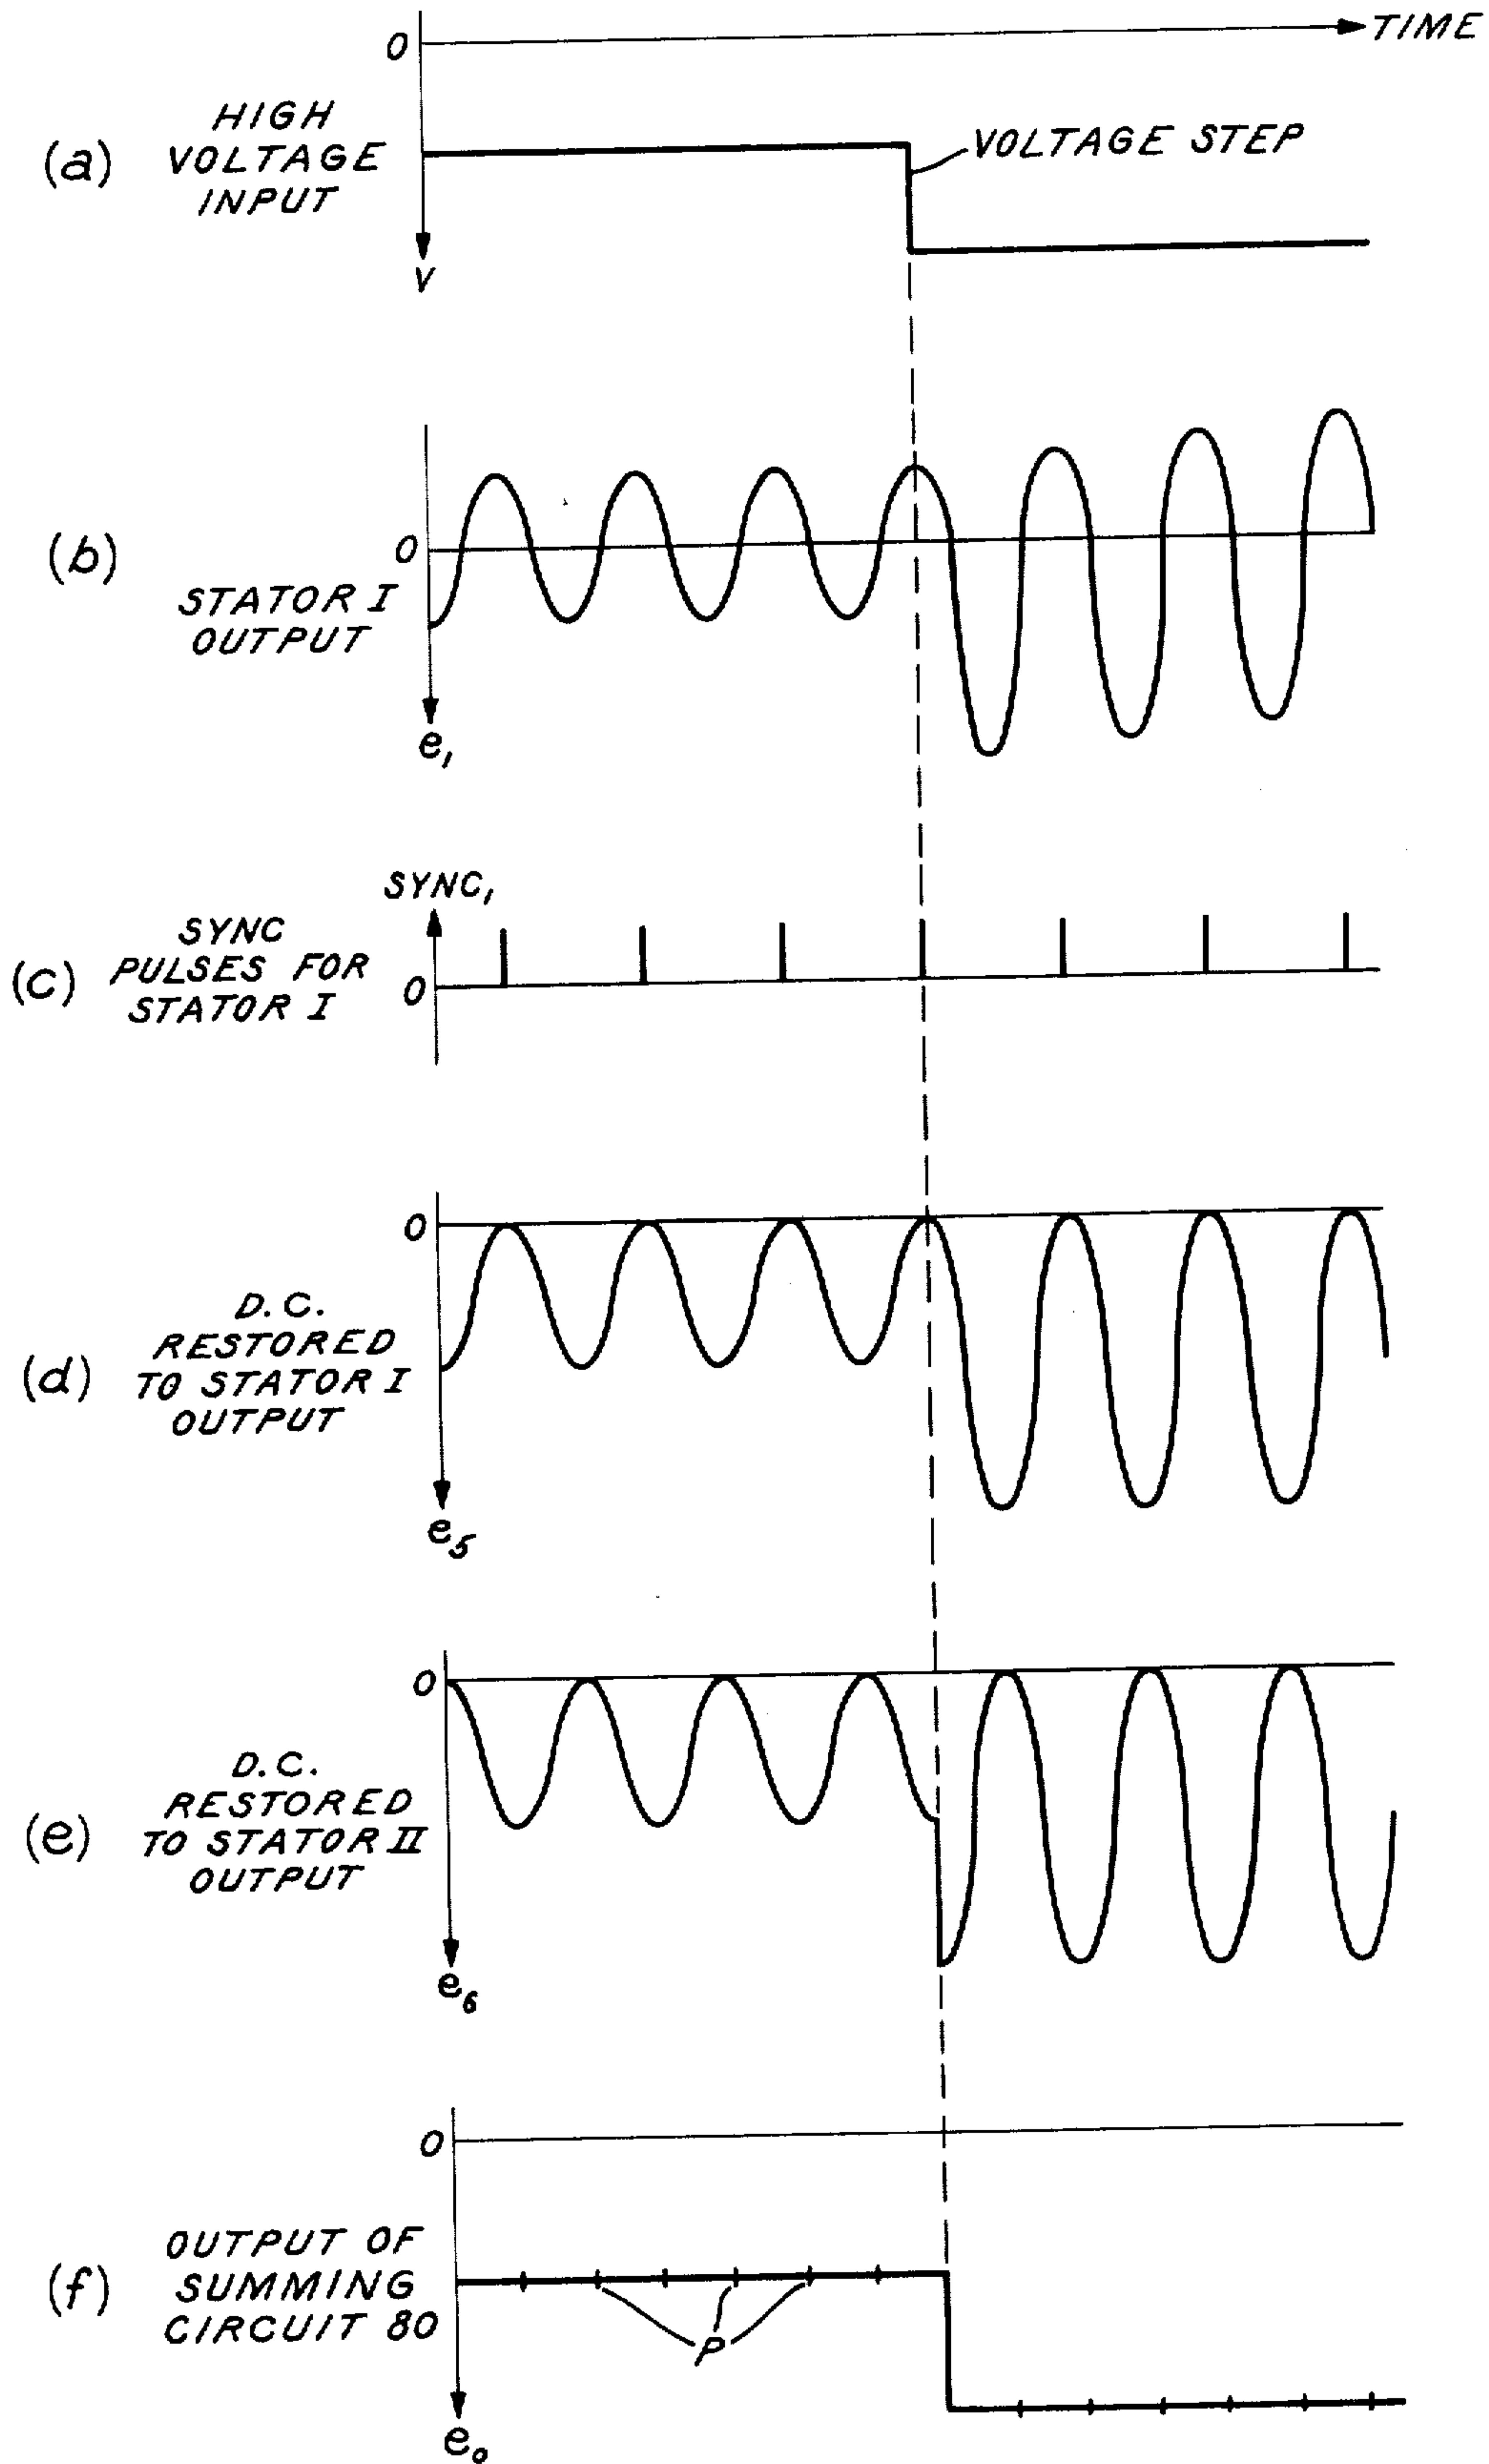 0
TIME
(a)
HIGH
VOLTAGE
INPUT
VOLTAGE STEP
V
(b)
0
STATOR I
OUTPUT
e₁
SYNC₁
(c)
SYNC
PULSES FOR
STATOR I
0
0
(d)
D.C.
RESTORED
TO STATOR I
OUTPUT
e₅
0
(e)
D.C.
RESTORED
TO STATOR II
OUTPUT
e₆
0
(f)
OUTPUT OF
SUMMING
CIRCUIT 80
P
e₀